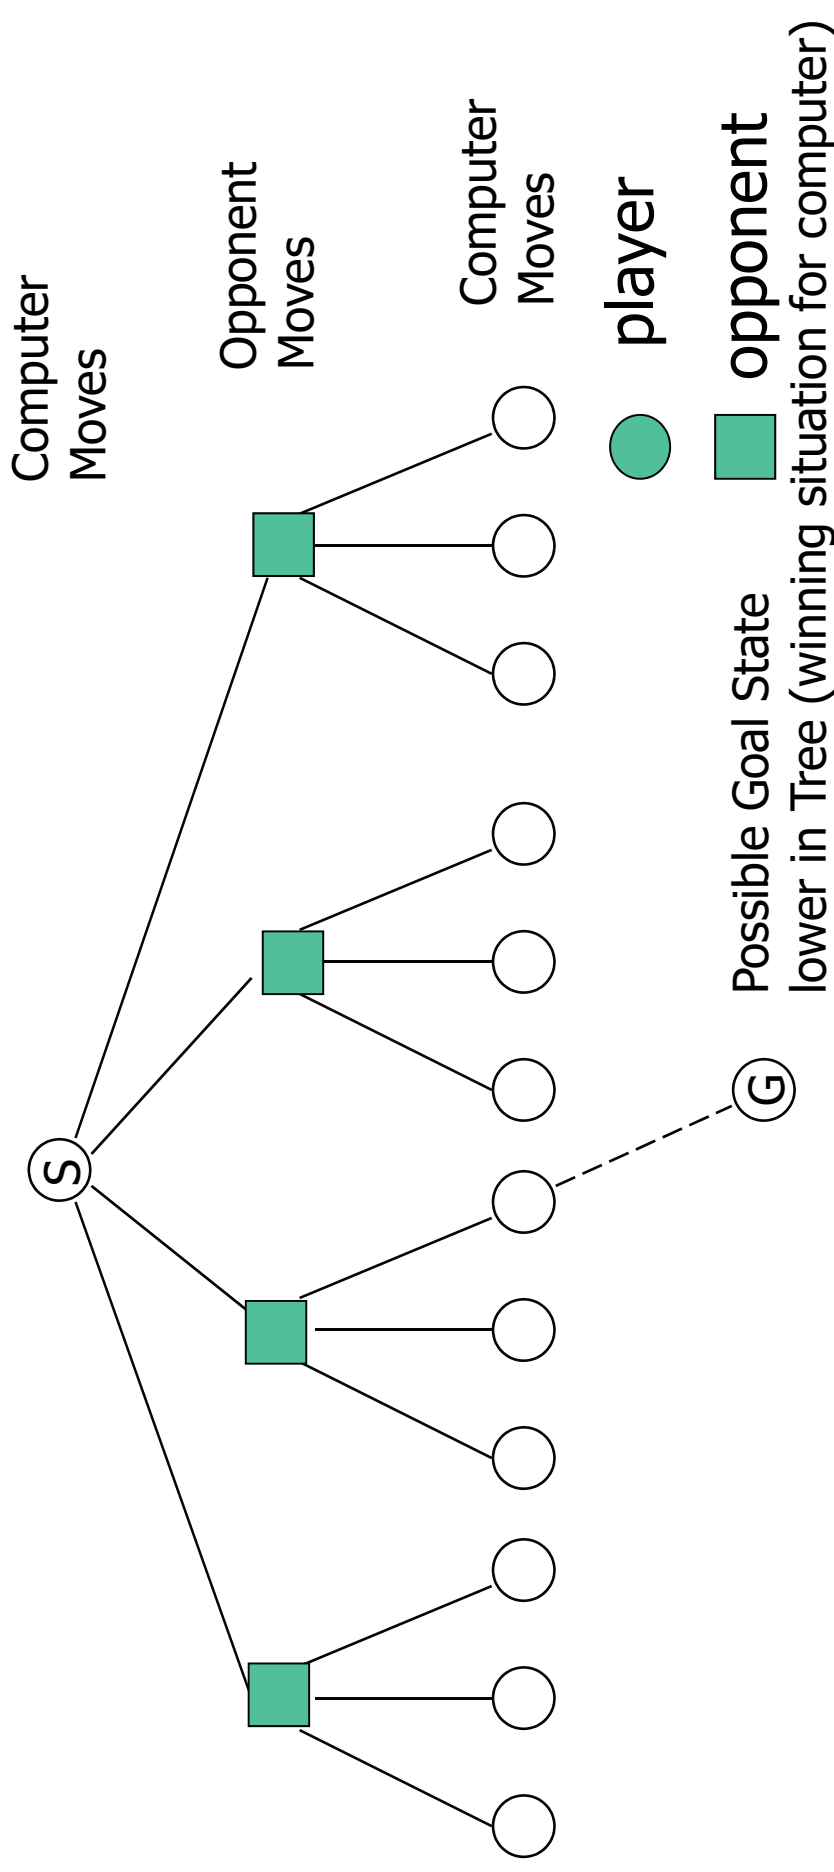 Computer
Moves
S
Opponent
Moves
Computer
Moves
player
opponent
G
Possible Goal State
lower in Tree (winning situation for computer)